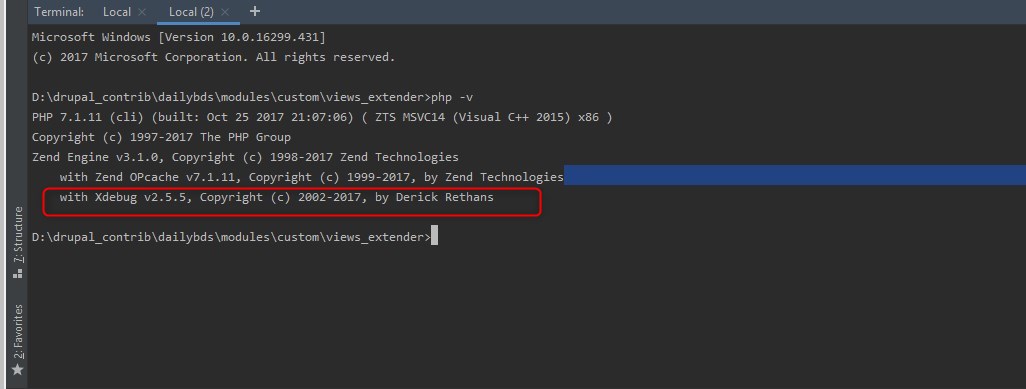 Terminal: Local × Local (2) × +
Microsoft Windows [Version 10.0.16299.431]
(c) 2017 Microsoft Corporation. All rights reserved.
D:\drupal_contrib\dailybds\modules\custom\views_extender>php -v
PHP 7.1.11 (cli) (built: Oct 25 2017 21:07:06) ( ZTS MSVC14 (Visual C++ 2015) x86 )
Copyright (c) 1997-2017 The PHP Group
Zend Engine v3.1.0, Copyright (c) 1998-2017 Zend Technologies
with Zend OPcache v7.1.11, Copyright (c) 1999-2017, by Zend Technologies
with Xdebug v2.5.5, Copyright (c) 2002-2017, by Derick Rethans
D:\drupal_contrib\dailybds\modules\custom\views_extender>
7: Structure
2: Favorites